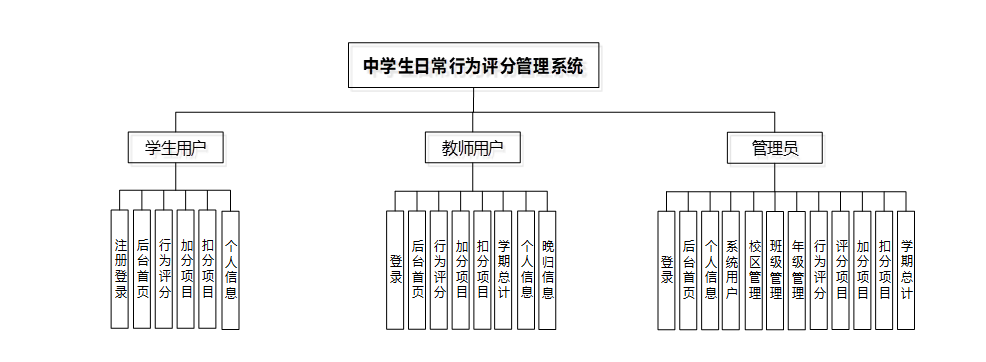 中学生日常行为评分管理系统
学生用户
教师用户
管理员
注册登录
后台首页
行为评分
加分项目
扣分项目
个人信息
登录
后台首页
行为评分
加分项目
扣分项目
学期总计
个人信息
晚归信息
登录
后台首页
个人信息
系统用户
校区管理
班级管理
年级管理
行为评分
评分项目
加分项目
扣分项目
学期总计